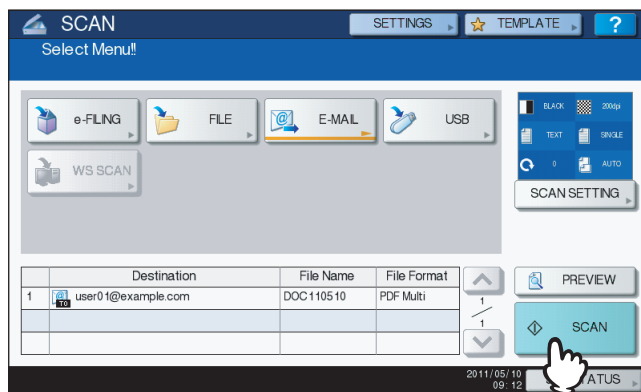 SCAN SETTINGS TEMPLATE ?
Select Menu!!
e-FILING FILE E-MAIL USB
BLACK 200dpi
TEXT SINGLE
0 AUTO
WS SCAN
SCAN SETTING
Destination File Name File Format
PREVIEW
1 TO user01@example.com DOC110510 PDF Multi
1
1
SCAN
2011/05/10
09:12
ATUS